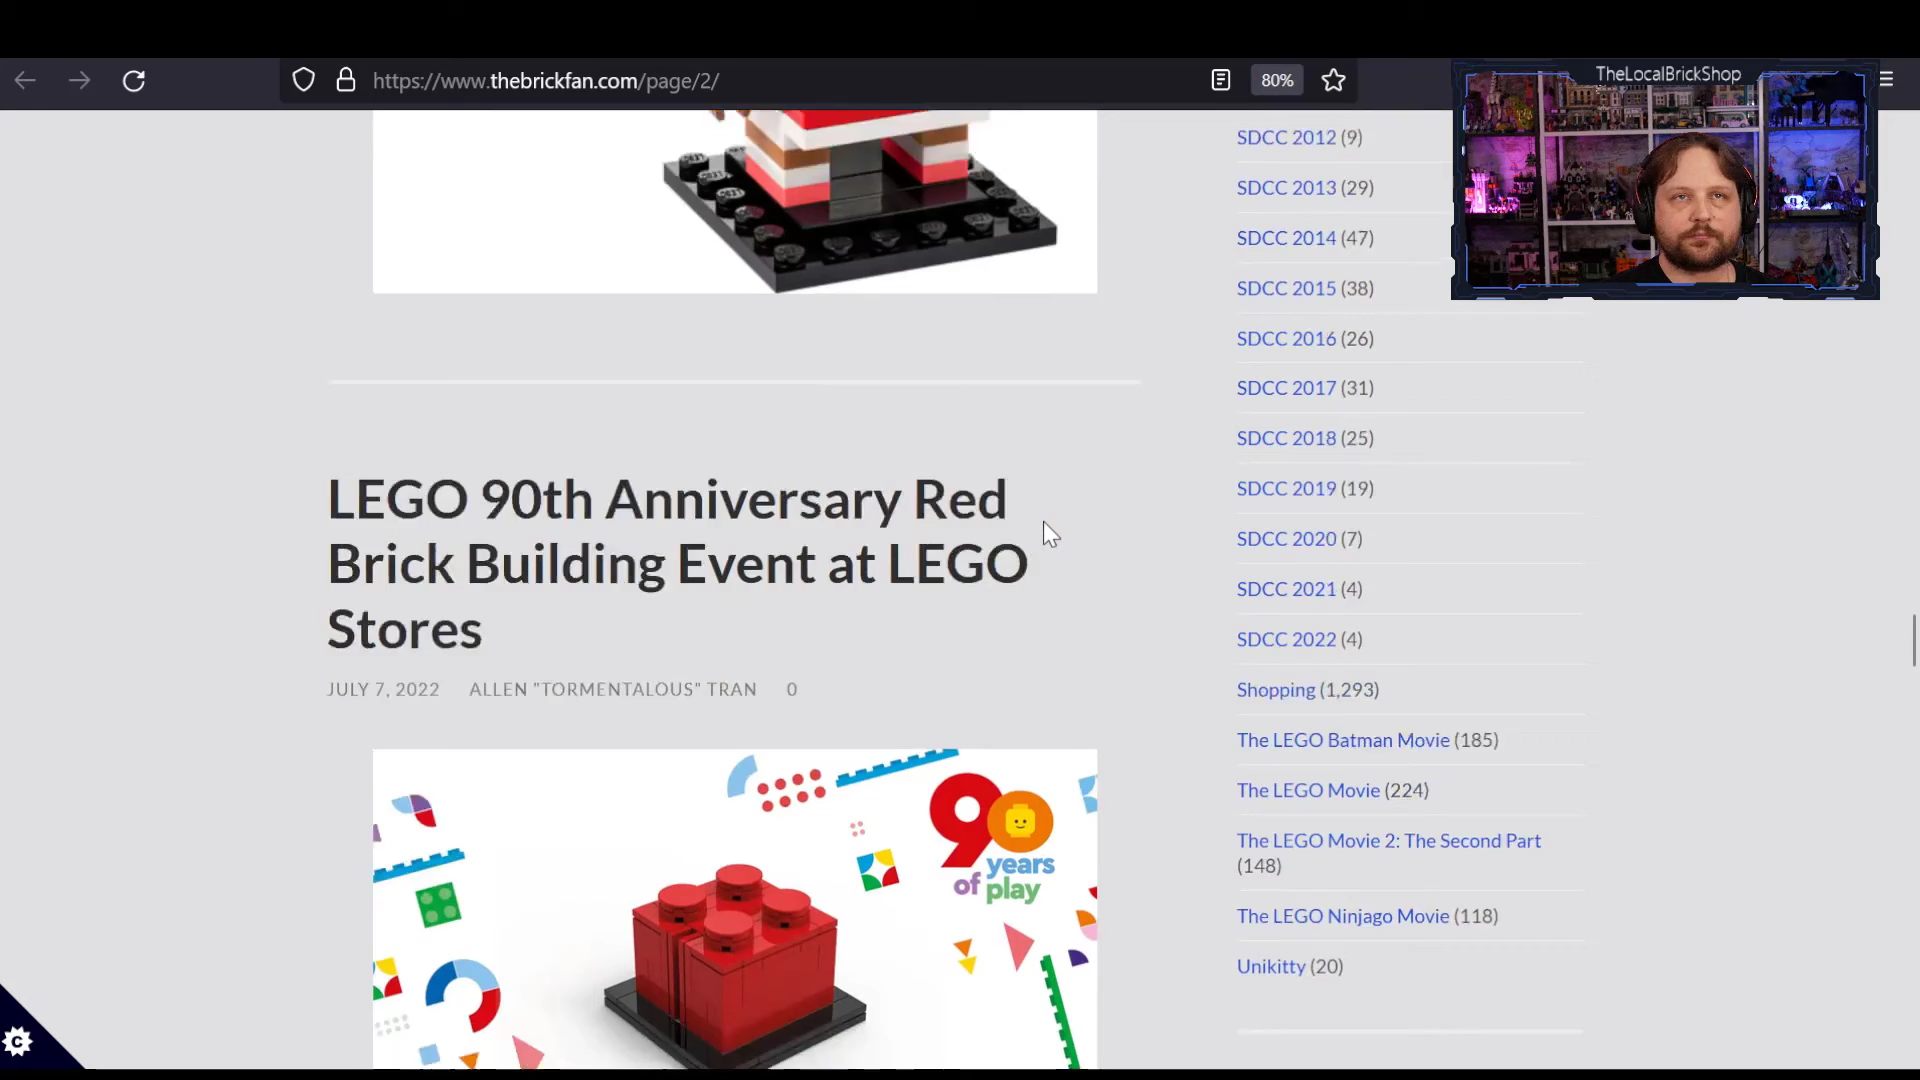 https://www.thebrickfan.com/page/2/
80%
TheLocalBrickShop
SDCC 2012 (9)
SDCC 2013 (29)
SDCC 2014 (47)
SDCC 2015 (38)
SDCC 2016 (26)
SDCC 2017 (31)
SDCC 2018 (25)
SDCC 2019 (19)
SDCC 2020 (7)
SDCC 2021 (4)
SDCC 2022 (4)
Shopping (1,293)
The LEGO Batman Movie (185)
The LEGO Movie (224)
The LEGO Movie 2: The Second Part
(148)
The LEGO Ninjago Movie (118)
Unikitty (20)
LEGO 90th Anniversary Red
Brick Building Event at LEGO
Stores
JULY 7, 2022 ALLEN "TORMENTALOUS" TRAN 0
90
years
of play
C